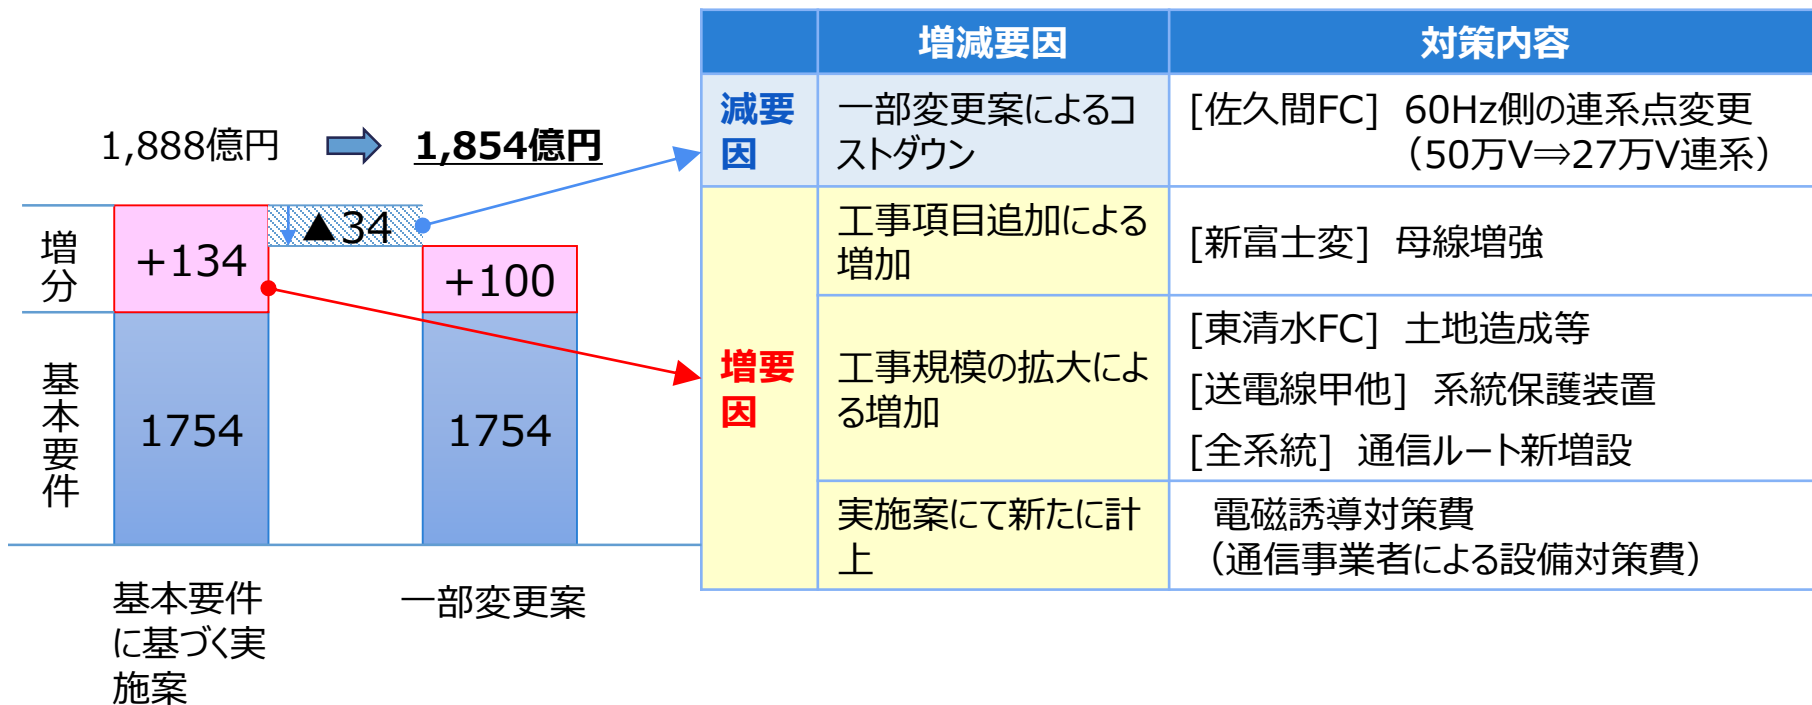 1,888億円
1,854億円
増
分
基
本
要
件
+134
▲34
+100
1754
1754
基本要件
に基づく実
施案
一部変更案
増減要因
対策内容
減要
因
一部変更案によるコ
ストダウン
[佐久間FC] 60Hz側の連系点変更
（50万V⇒27万V連系）
増要
因
工事項目追加による
増加
[新富士変] 母線増強
工事規模の拡大によ
る増加
[東清水FC] 土地造成等
[送電線甲他] 系統保護装置
[全系統] 通信ルート新増設
実施案にて新たに計
上
電磁誘導対策費
（通信事業者による設備対策費）